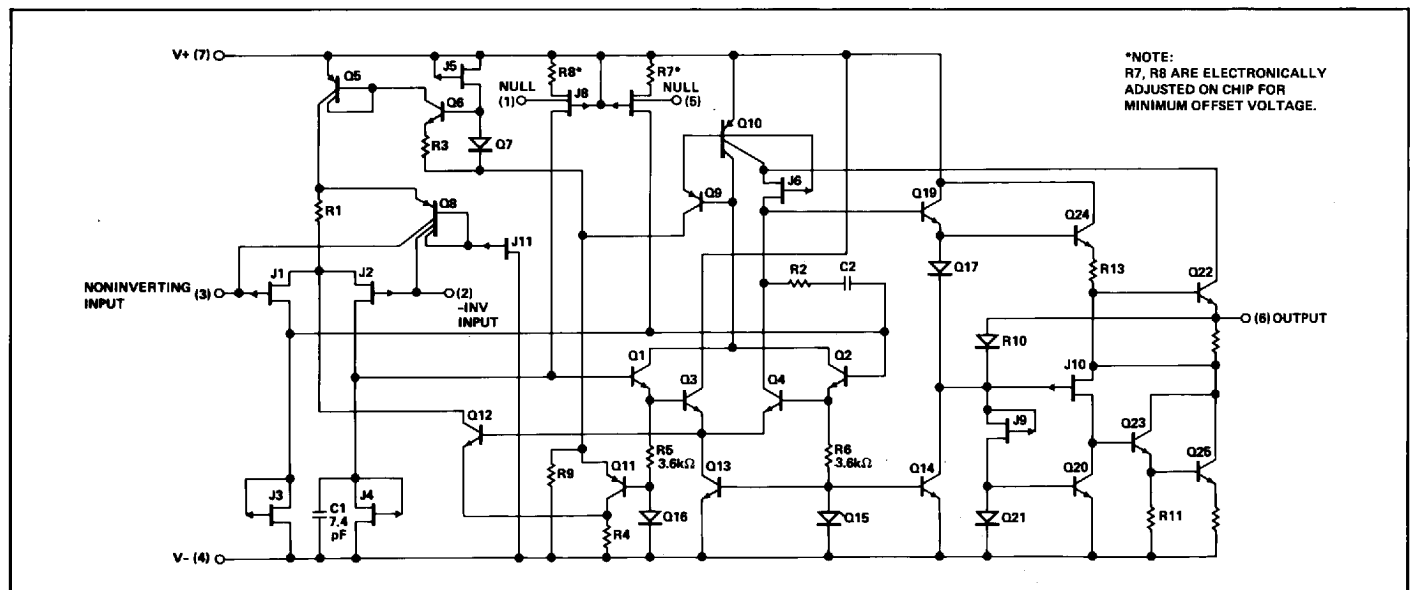 V+ (7)
Q5
J5
R8*
R7*
NULL
(1)
J8
NULL
(5)
*NOTE:
R7, R8 ARE ELECTRONICALLY
ADJUSTED ON CHIP FOR
MINIMUM OFFSET VOLTAGE.
Q6
R3
Q7
Q10
J6
Q9
Q19
Q24
R1
Q8
J11
Q17
R13
Q22
R2
C2
NONINVERTING
INPUT
(3)
J1
J2
(2)
-INV
INPUT
(6) OUTPUT
R10
J10
Q1
Q3
Q4
Q2
J9
Q12
Q23
Q25
R5
3.6kΩ
R6
3.6kΩ
R9
Q11
Q13
Q14
Q20
J3
C1
7.4
pF
J4
R4
Q16
Q15
Q21
R11
V- (4)